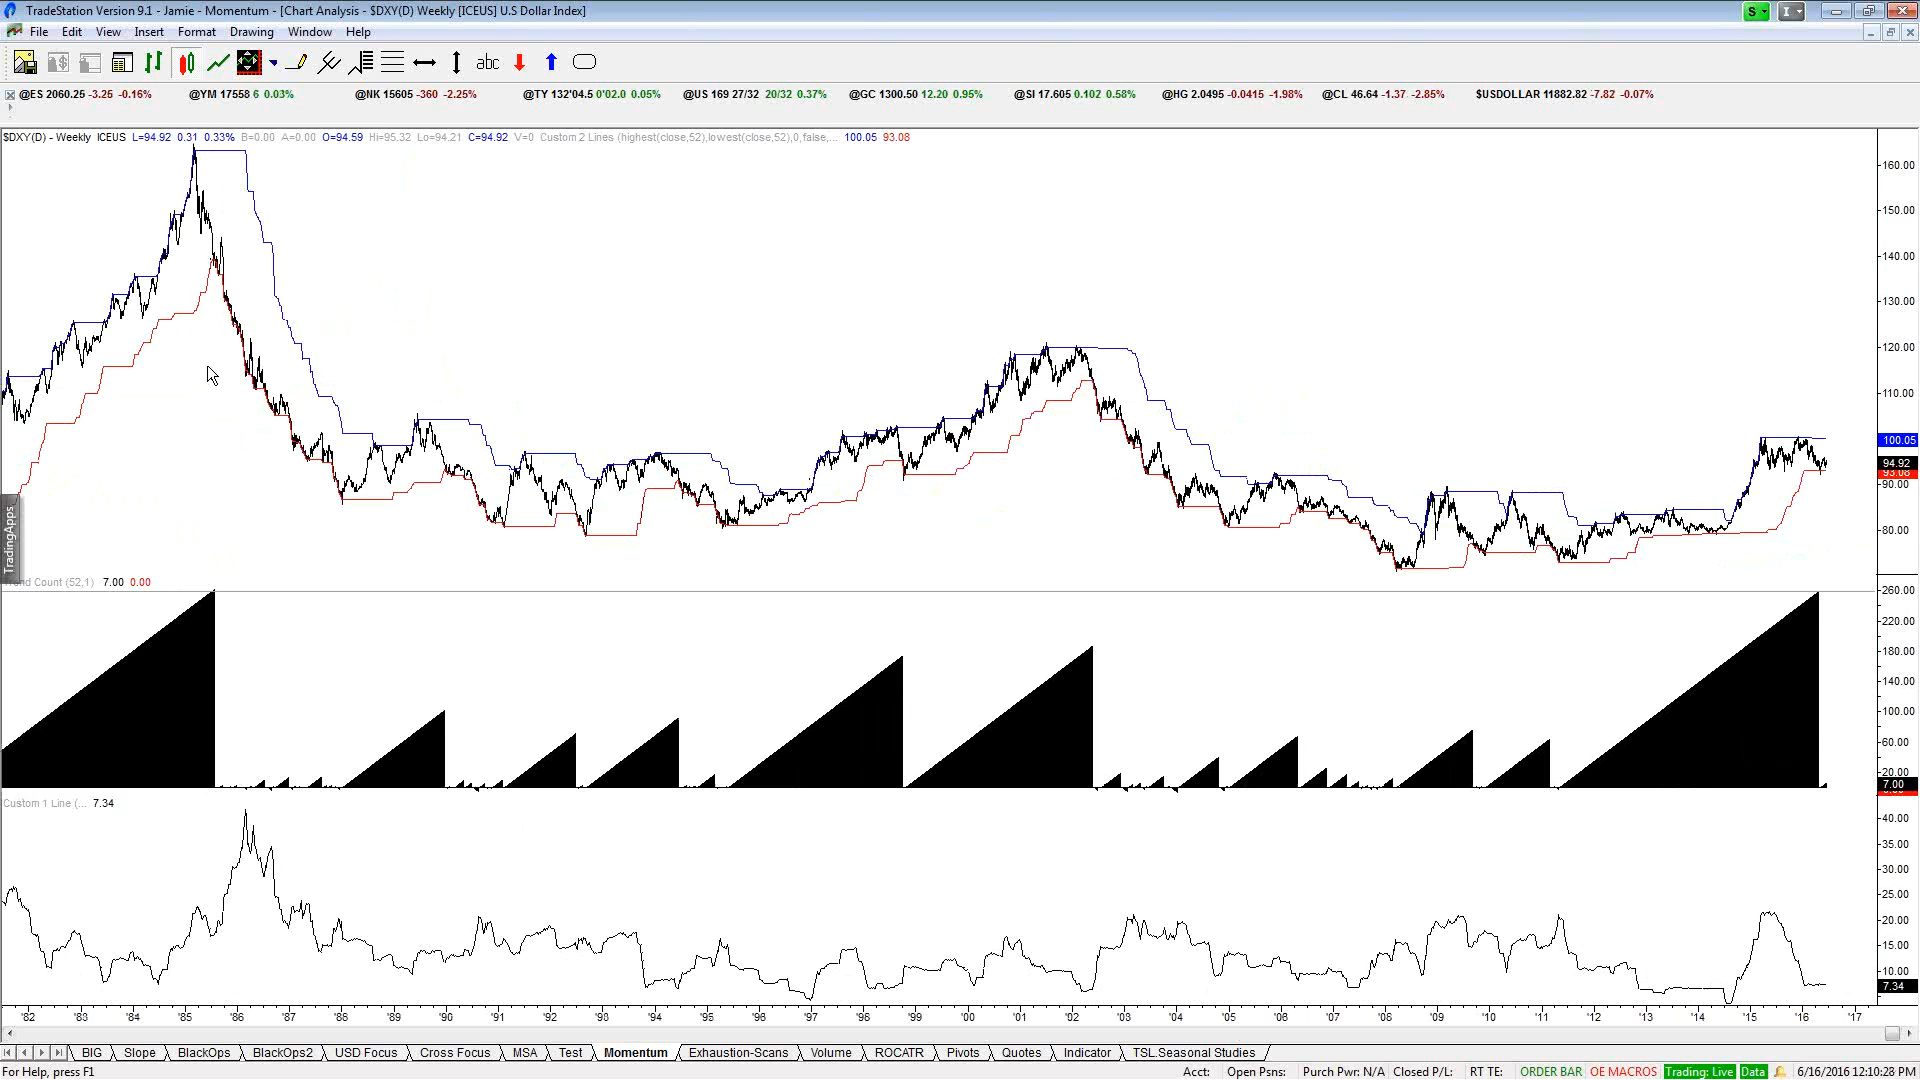 TradeStation Version 9.1 - Jamie - Momentum - [Chart Analysis - $DXY(D) Weekly [ICEUS] U.S Dollar Index]
S I
File Edit View Insert Format Drawing Window Help
abc
@ES 2060.25 -3.25 -0.16% @YM 17558 6 0.03% @NK 15605 -360 -2.25% @TY 132'04.5 0'02.0 0.05% @US 169 27/32 20/32 0.37% @GC 1300.50 12.20 0.95% @SI 17.605 0.102 0.58% @HG 2.0495 -0.0415 -1.98% @CL 46.64 -1.37 -2.85% $USDOLLAR 11882.82 -7.82 -0.07%
$DXY(D) - Weekly ICEUS L=94.92 0.31 0.33% B=0.00 A=0.00 O=94.59 Hi=95.32 Lo=94.21 C=94.92 V=0 Custom 2 Lines (highest(close,52),lowest(close,52),0,false,... 100.05 93.08
160.00
150.00
140.00
130.00
120.00
110.00
100.05
94.92
93.08
90.00
80.00
TradingApps
Trend Count (52,1) 7.00 0.00
260.00
220.00
180.00
140.00
100.00
60.00
20.00
7.00
Custom 1 Line (... 7.34
40.00
35.00
30.00
25.00
20.00
15.00
10.00
7.34
'82 '83 '84 '85 '86 '87 '88 '89 '90 '91 '92 '93 '94 '95 '96 '97 '98 '99 '00 '01 '02 '03 '04 '05 '06 '07 '08 '09 '10 '11 '12 '13 '14 '15 '16 '17
BIG Slope BlackOps BlackOps2 USD Focus Cross Focus MSA Test Momentum Exhaustion-Scans Volume ROCATR Pivots Quotes Indicator TSL.Seasonal Studies
For Help, press F1 Acct: Open Psns: Purch Pwr: N/A Closed P/L: RT TE: ORDER BAR OE MACROS Trading: Live Data 6/16/2016 12:10:28 PM